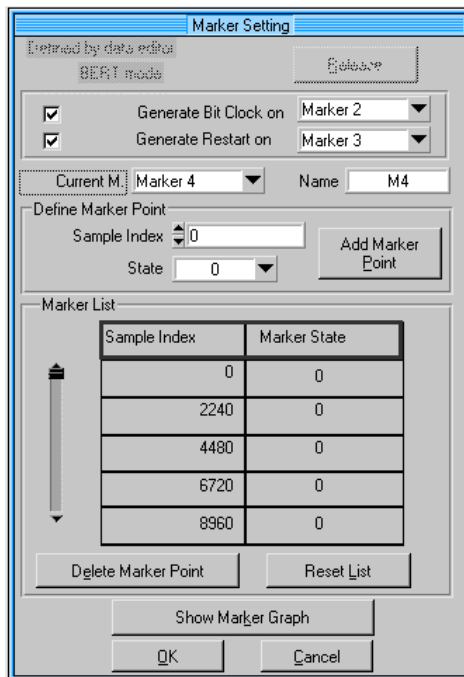 Marker Setting
Defined by data editor
BERT mode
Release
Generate Bit Clock on Marker 2
Generate Restart on Marker 3
Current M. Marker 4 Name M4
Define Marker Point
Sample Index 0
State 0
Add Marker Point
Marker List
Sample Index Marker State
0 0
2240 0
4480 0
6720 0
8960 0
Delete Marker Point Reset List
Show Marker Graph
OK Cancel